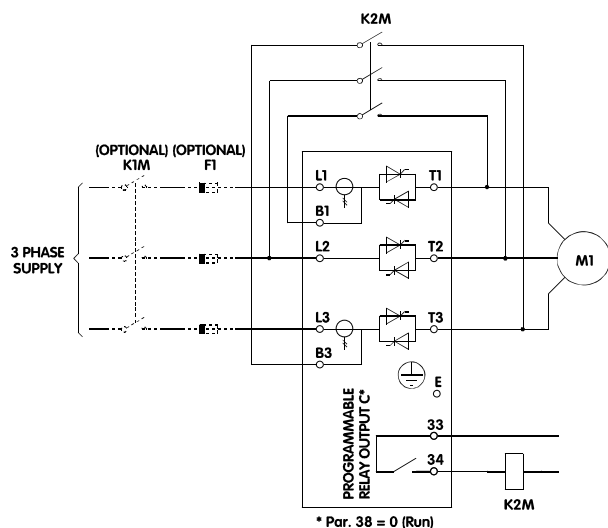 K2M
(OPTIONAL) (OPTIONAL)
K1M F1
L1 T1
B1
3 PHASE
SUPPLY
L2 T2
M1
L3 T3
B3
E
PROGRAMMABLE
RELAY OUTPUT C*
33
34
K2M
* Par. 38 = 0 (Run)